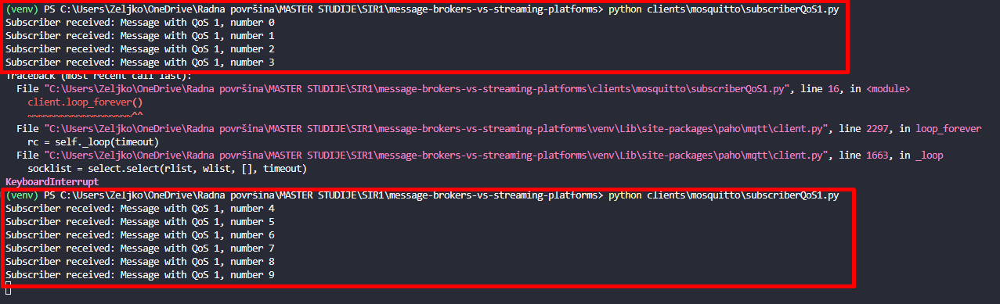 (venv) PS C:\Users\Zeljko\OneDrive\Radna površina\MASTER STUDIJE\SIR1\message-brokers-vs-streaming-platforms> python clients\mosquitto\subscriberQoS1.py
Subscriber received: Message with QoS 1, number 0
Subscriber received: Message with QoS 1, number 1
Subscriber received: Message with QoS 1, number 2
Subscriber received: Message with QoS 1, number 3
Traceback (most recent call last):
  File "C:\Users\Zeljko\OneDrive\Radna površina\MASTER STUDIJE\SIR1\message-brokers-vs-streaming-platforms\clients\mosquitto\subscriberQoS1.py", line 16, in <module>
    client.loop_forever()
    ~~~~~~~~~~~~~~~~~~~^^
  File "C:\Users\Zeljko\OneDrive\Radna površina\MASTER STUDIJE\SIR1\message-brokers-vs-streaming-platforms\venv\Lib\site-packages\paho\mqtt\client.py", line 2297, in loop_forever
    rc = self._loop(timeout)
  File "C:\Users\Zeljko\OneDrive\Radna površina\MASTER STUDIJE\SIR1\message-brokers-vs-streaming-platforms\venv\Lib\site-packages\paho\mqtt\client.py", line 1663, in _loop
    socklist = select.select(rlist, wlist, [], timeout)
KeyboardInterrupt
(venv) PS C:\Users\Zeljko\OneDrive\Radna površina\MASTER STUDIJE\SIR1\message-brokers-vs-streaming-platforms> python clients\mosquitto\subscriberQoS1.py
Subscriber received: Message with QoS 1, number 4
Subscriber received: Message with QoS 1, number 5
Subscriber received: Message with QoS 1, number 6
Subscriber received: Message with QoS 1, number 7
Subscriber received: Message with QoS 1, number 8
Subscriber received: Message with QoS 1, number 9